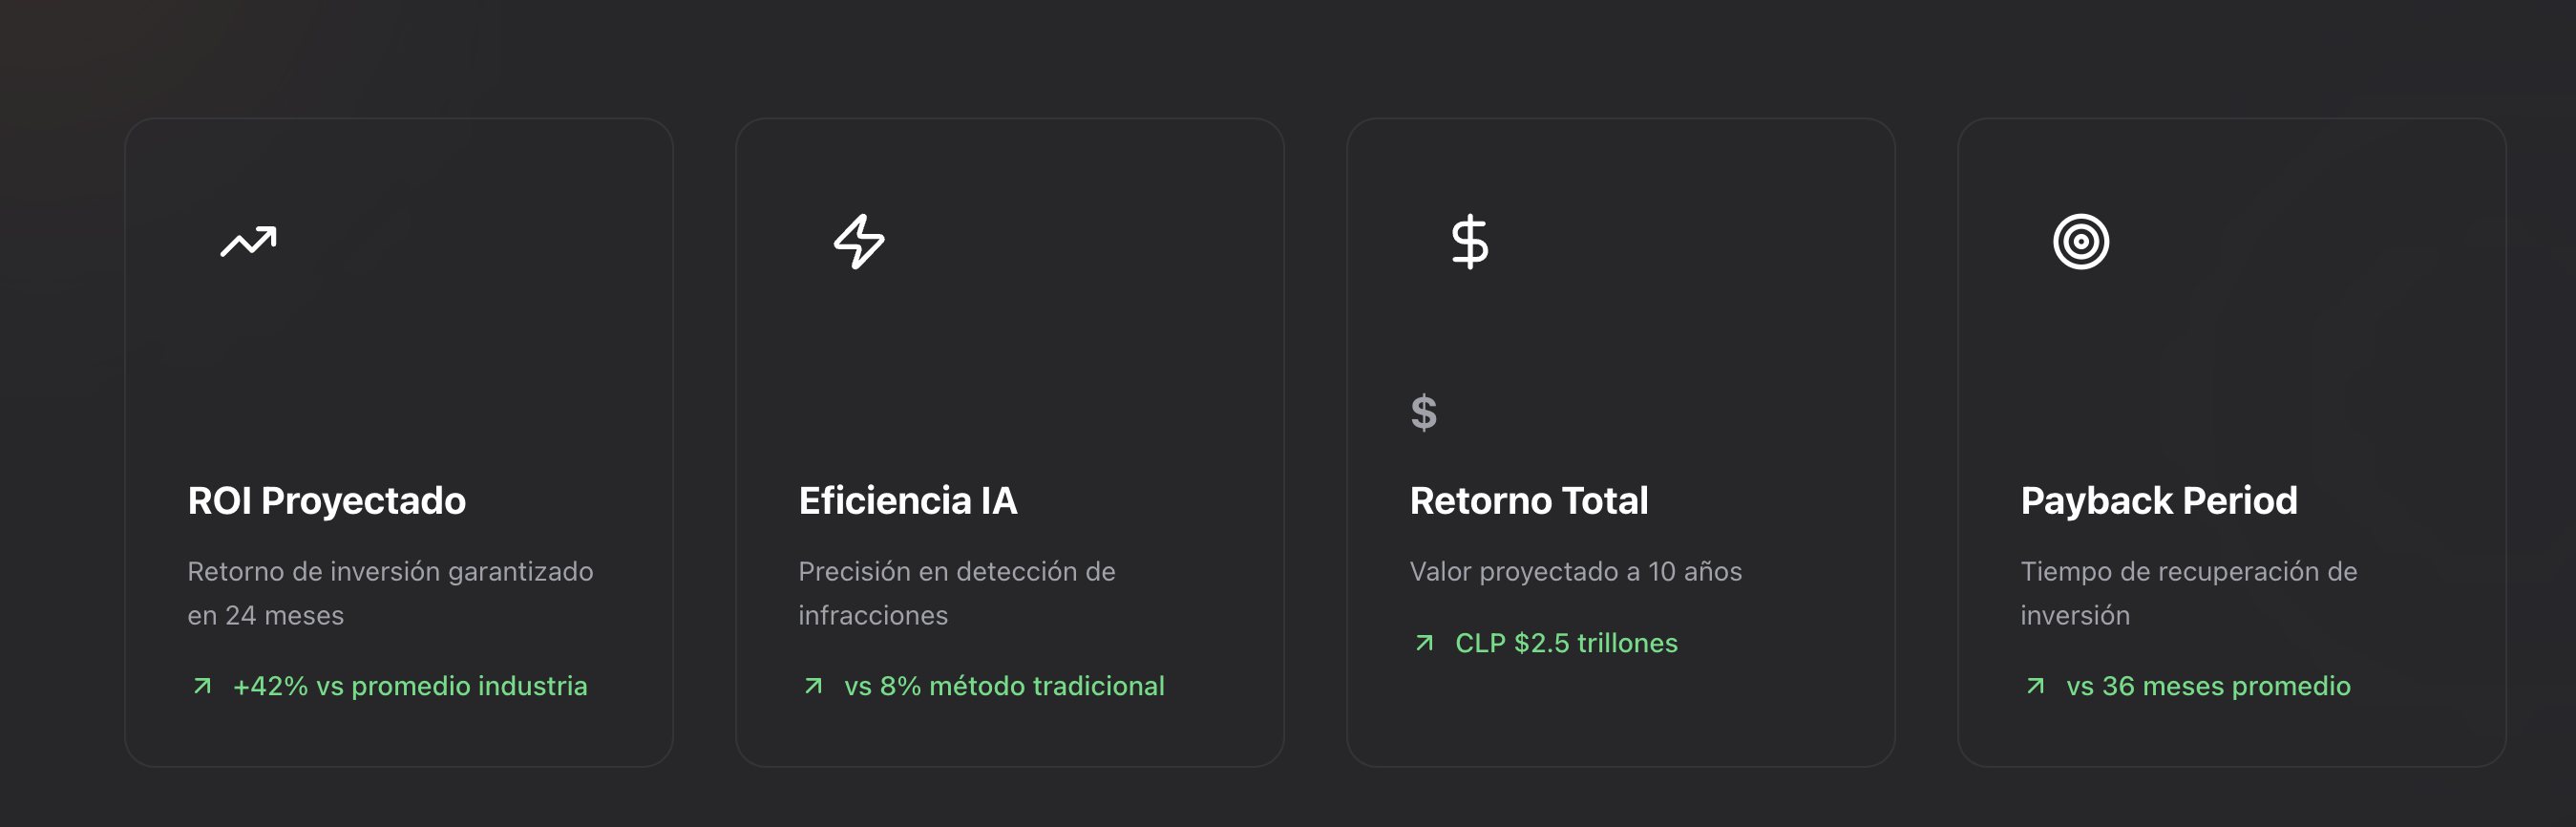 $
ROI Proyectado
Retorno de inversión garantizado
en 24 meses
+42% vs promedio industria
Eficiencia IA
Precisión en detección de
infracciones
vs 8% método tradicional
$
Retorno Total
Valor proyectado a 10 años
CLP $2.5 trillones
Payback Period
Tiempo de recuperación de
inversión
vs 36 meses promedio